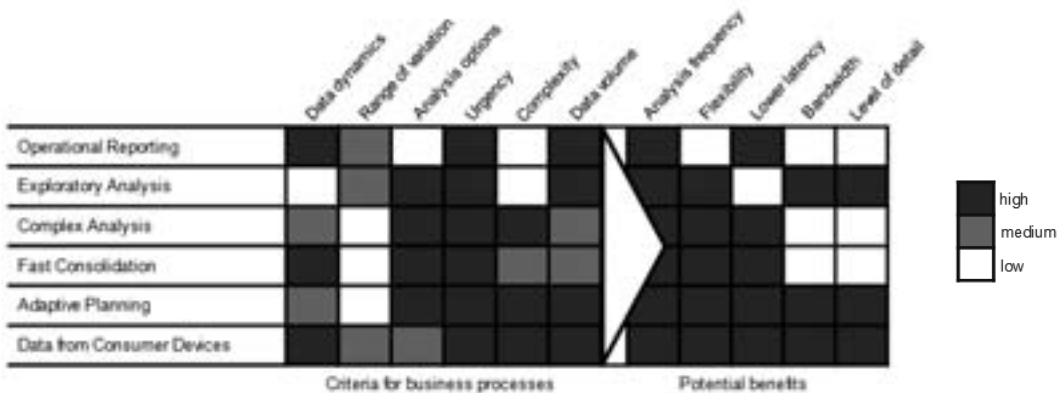 Data dynamics
Range of variation
Analysis options
Urgency
Complexity
Data volume
Analysis frequency
Flexibility
Lower latency
Bandwidth
Level of detail
Operational Reporting
Exploratory Analysis
Complex Analysis
Fast Consolidation
Adaptive Planning
Data from Consumer Devices
high
medium
low
Criteria for business processes
Potential benefits